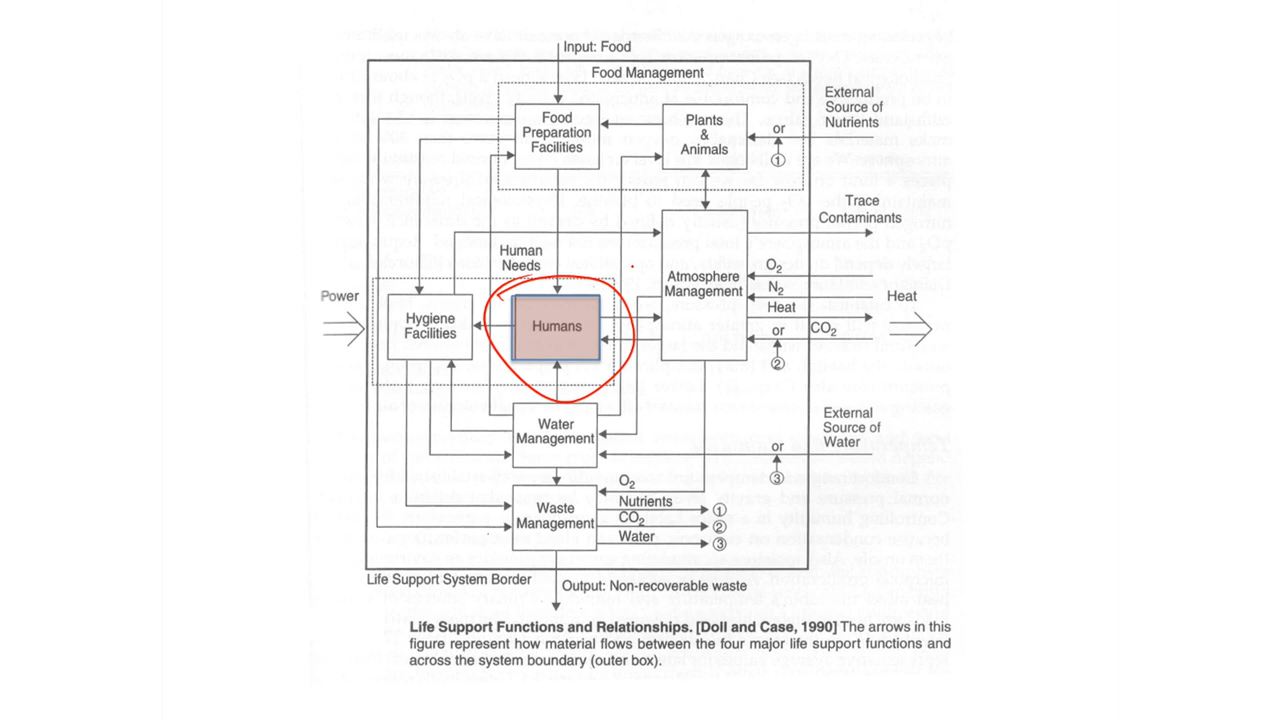 Input: Food
Food Management
Food
Preparation
Facilities
Plants
&
Animals
External
Source of
Nutrients
or
①
Trace
Contaminants
Human
Needs
Atmosphere
Management
O₂
N₂
Heat
or
CO₂
②
Power
Heat
Hygiene
Facilities
Humans
Water
Management
External
Source of
Water
or
③
Waste
Management
O₂
Nutrients
①
CO₂
②
Water
③
Life Support System Border
Output: Non-recoverable waste
Life Support Functions and Relationships. [Doll and Case, 1990] The arrows in this
figure represent how material flows between the four major life support functions and
across the system boundary (outer box).